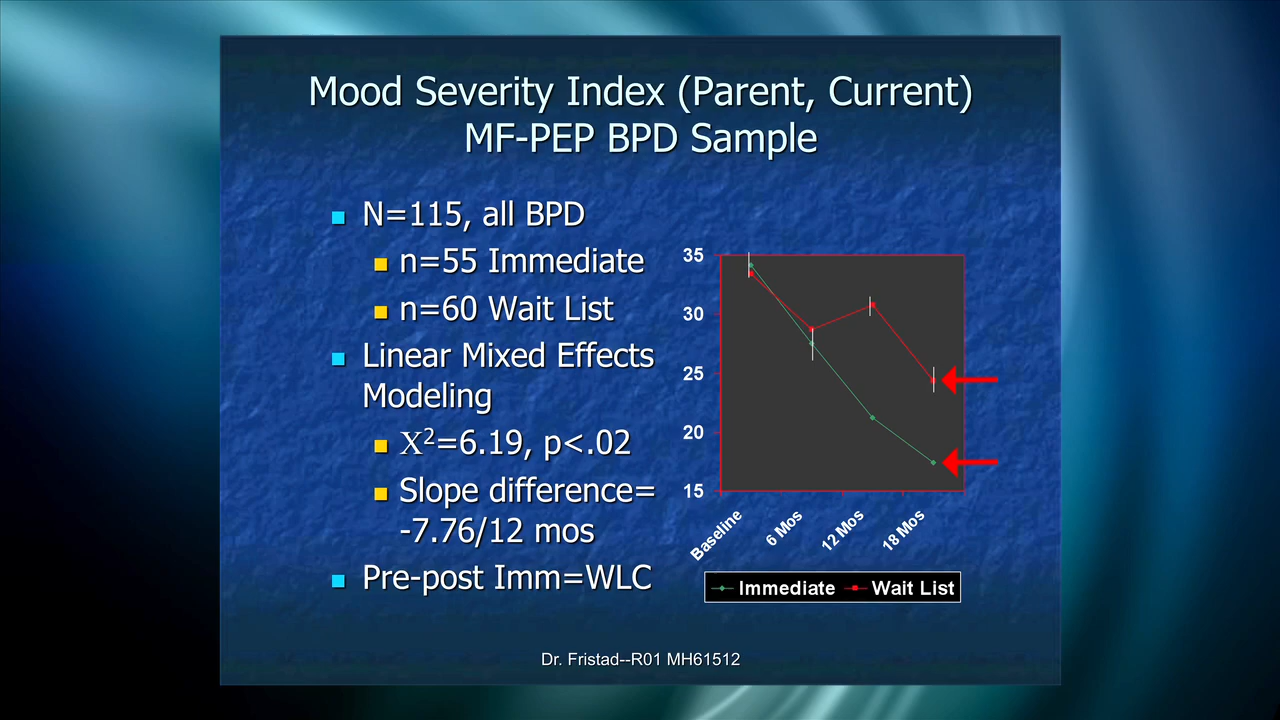 Mood Severity Index (Parent, Current)
MF-PEP BPD Sample
N=115, all BPD
n=55 Immediate
n=60 Wait List
Linear Mixed Effects
Modeling
Χ²=6.19, p<.02
Slope difference=
-7.76/12 mos
Pre-post Imm=WLC
35
30
25
20
15
Baseline
6 Mos
12 Mos
18 Mos
Immediate
Wait List
Dr. Fristad--R01 MH61512